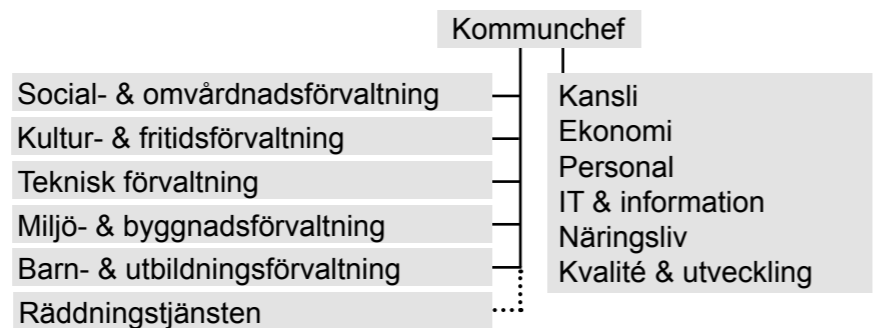 Kommunchef
Social- & omvårdnadsförvaltning
Kultur- & fritidsförvaltning
Teknisk förvaltning
Miljö- & byggnadsförvaltning
Barn- & utbildningsförvaltning
Räddningstjänsten
Kansli
Ekonomi
Personal
IT & information
Näringsliv
Kvalité & utveckling